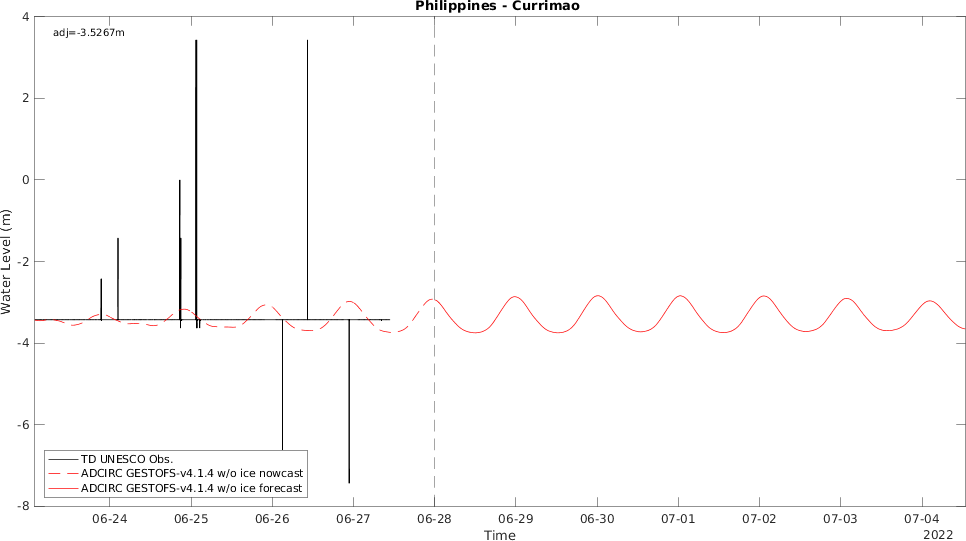 Philippines - Currimao
adj=-3.5267m
4
2
0
-2
-4
-6
-8
Water Level (m)
TD UNESCO Obs.
ADCIRC GESTOFS-v4.1.4 w/o ice nowcast
ADCIRC GESTOFS-v4.1.4 w/o ice forecast
06-24 06-25 06-26 06-27 06-28 06-29 06-30 07-01 07-02 07-03 07-04
Time
2022